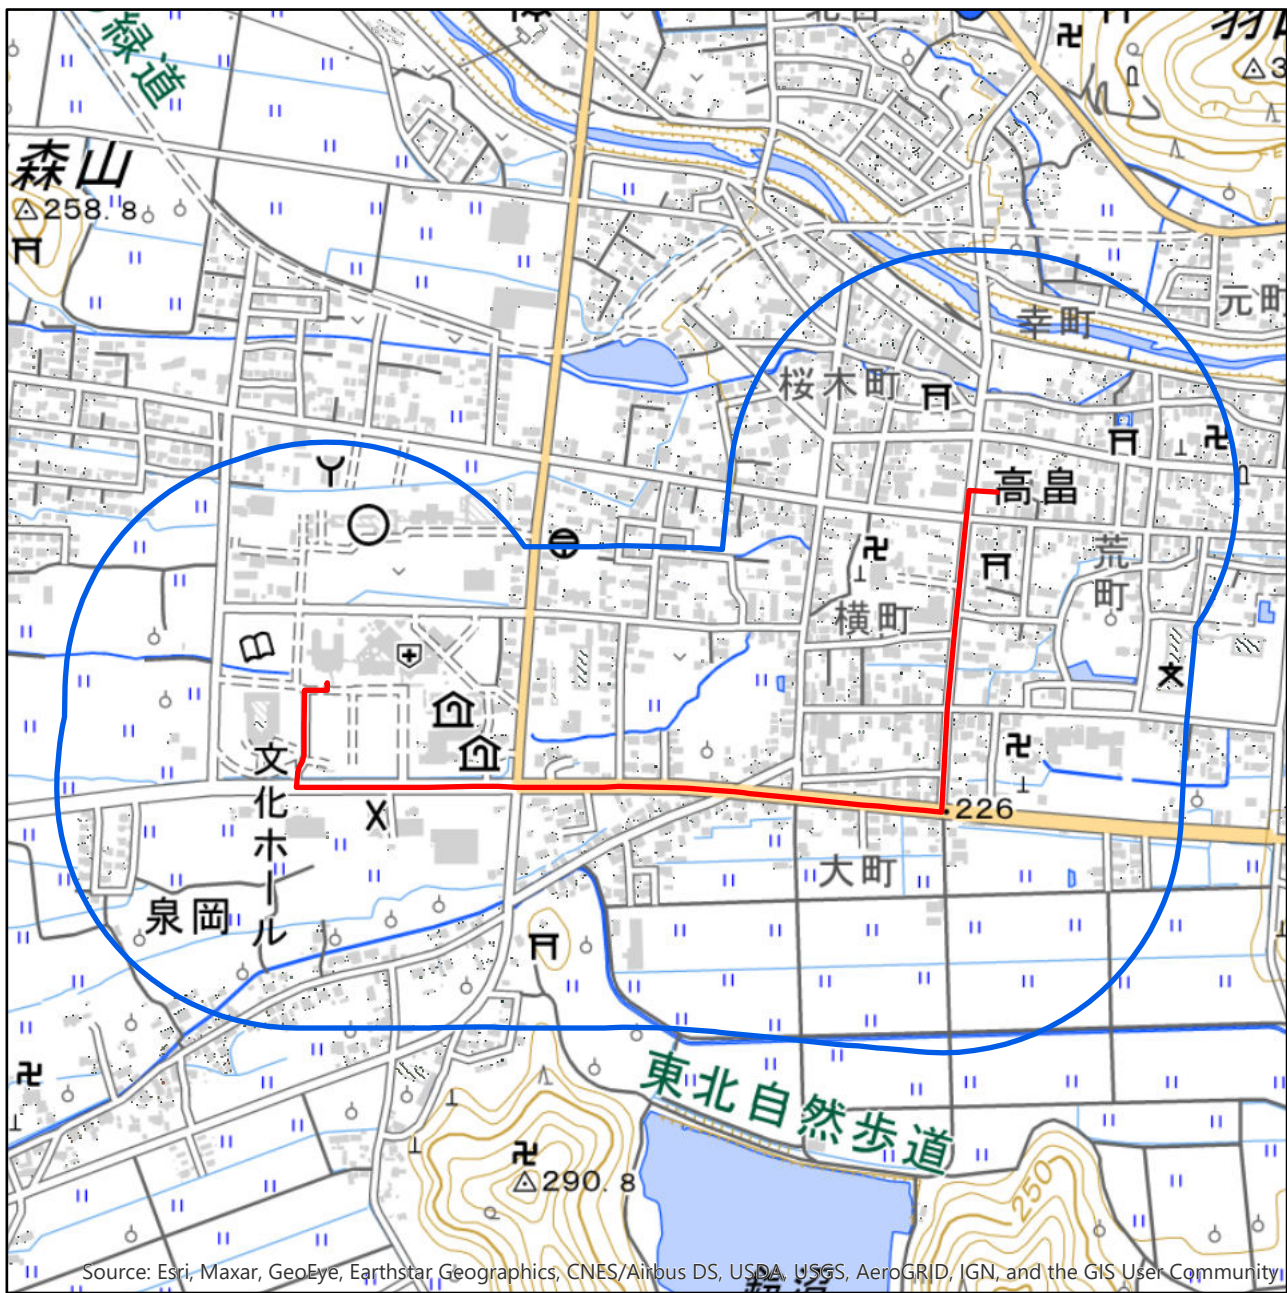 緑道
森山
258.8
幸町
元町
桜木町
高畠
荒町
横町
226
文化ホール
大町
泉岡
東北自然歩道
290.8
250
Source: Esri, Maxar, GeoEye, Earthstar Geographics, CNES/Airbus DS, USDA, USGS, AeroGRID, IGN, and the GIS User Community